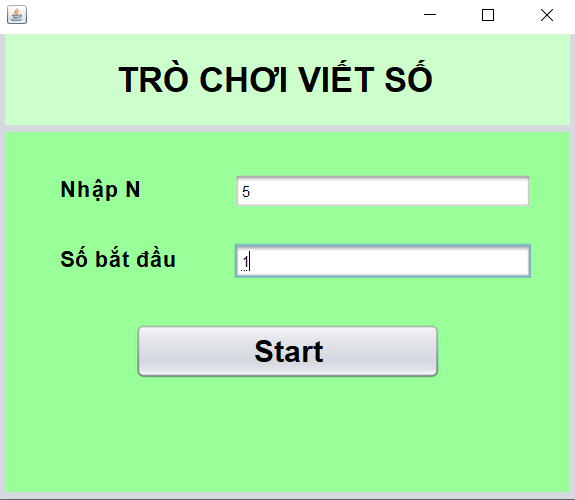 TRÒ CHƠI VIẾT SỐ
Nhập N
5
Số bắt đầu
1
Start